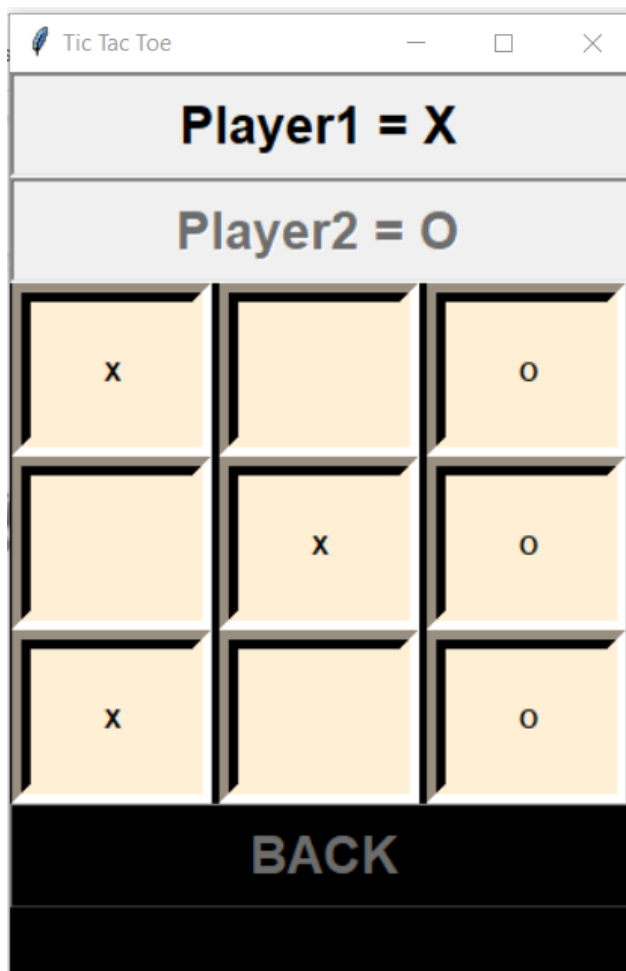 Tic Tac Toe
Player1 = X
Player2 = O
X O
X O
X O
BACK